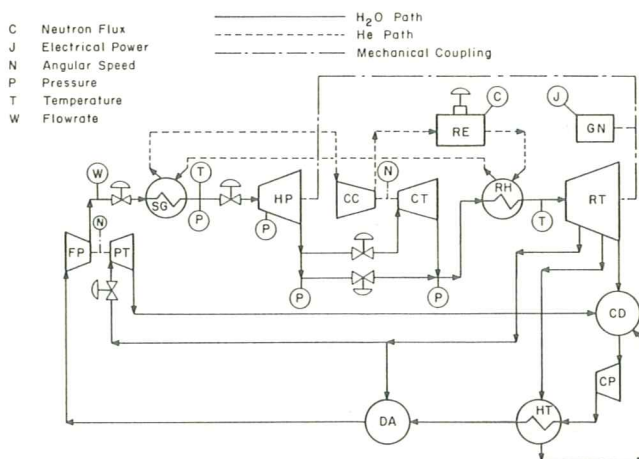 C Neutron Flux
J Electrical Power
N Angular Speed
P Pressure
T Temperature
W Flowrate
H₂O Path
He Path
Mechanical Coupling
C
J
RE
GN
W
T
N
SG
P
HP
P
CC
CT
RH
T
RT
N
FP
PT
P
P
CD
CP
DA
HT